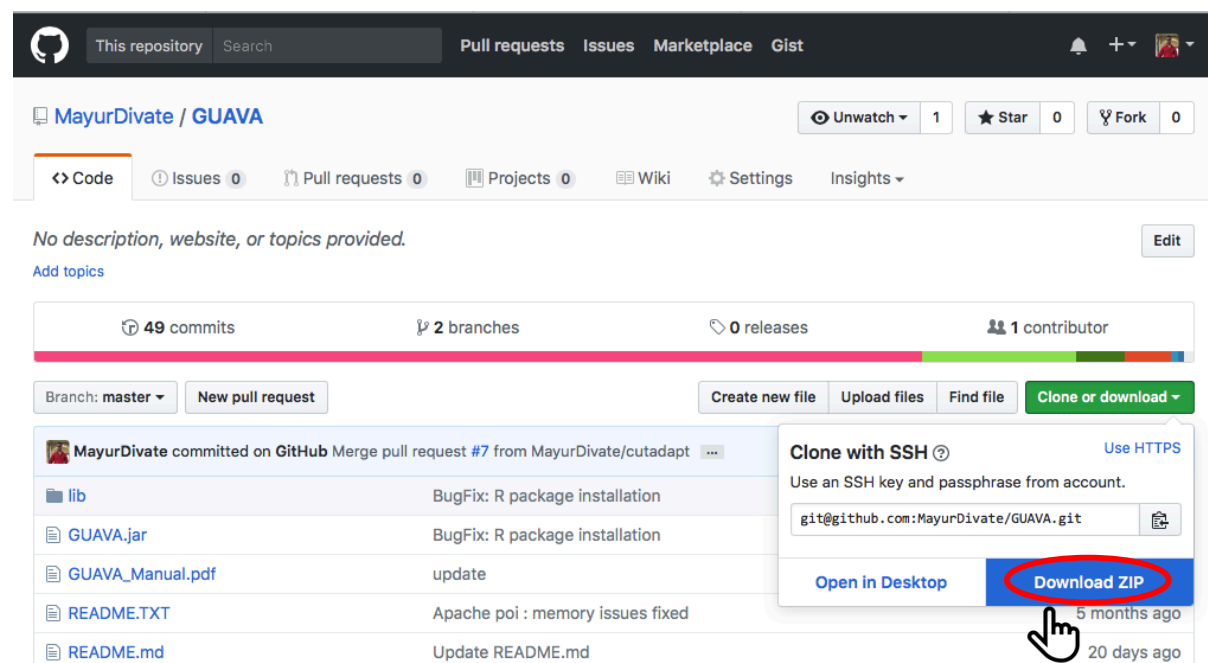 This repository Search Pull requests Issues Marketplace Gist
MayurDivate / GUAVA Unwatch 1 Star 0 Fork 0
Code Issues 0 Pull requests 0 Projects 0 Wiki Settings Insights
No description, website, or topics provided. Edit
Add topics
49 commits 2 branches 0 releases 1 contributor
Branch: master New pull request Create new file Upload files Find file Clone or download
MayurDivate committed on GitHub Merge pull request #7 from MayurDivate/cutadapt ...
Clone with SSH ? Use HTTPS
Use an SSH key and passphrase from account.
git@github.com:MayurDivate/GUAVA.git
Open in Desktop Download ZIP
lib BugFix: R package installation
GUAVA.jar BugFix: R package installation
GUAVA_Manual.pdf update
README.TXT Apache poi : memory issues fixed 5 months ago
README.md Update README.md 20 days ago